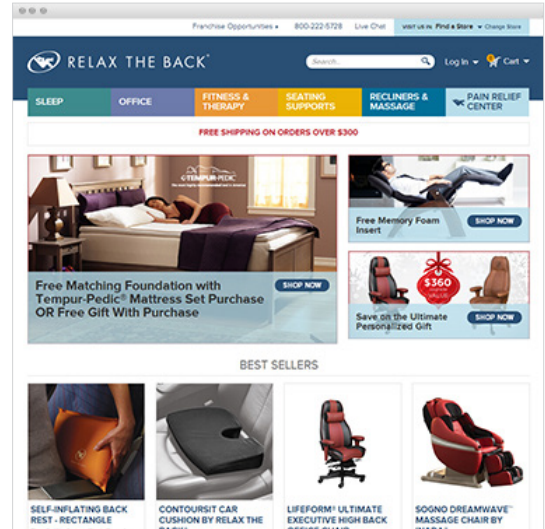 Franchise Opportunities
800-222-5728
Live Chat
VISIT US IN: Find a Store
Change Store
RELAX THE BACK
Search...
Log In
Cart
SLEEP
OFFICE
FITNESS & THERAPY
SEATING SUPPORTS
RECLINERS & MASSAGE
PAIN RELIEF CENTER
FREE SHIPPING ON ORDERS OVER $300
TEMPUR-PEDIC
Free Matching Foundation with
Tempur-Pedic® Mattress Set Purchase
OR Free Gift With Purchase
SHOP NOW
Free Memory Foam
Insert
SHOP NOW
$360
VALUE
Save on the Ultimate
Personalized Gift
SHOP NOW
BEST SELLERS
SELF-INFLATING BACK
REST - RECTANGLE
CONTOURSIT CAR
CUSHION BY RELAX THE
LIFEFORM® ULTIMATE
EXECUTIVE HIGH BACK
SOGNO DREAMWAVE™
MASSAGE CHAIR BY